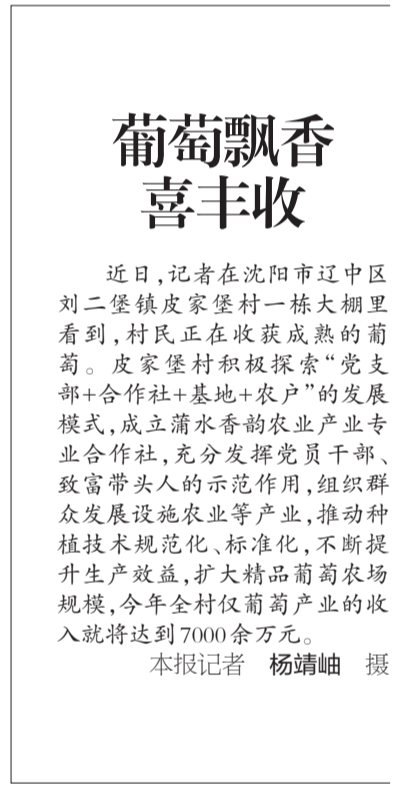 葡萄飘香
喜丰收
近日,记者在沈阳市辽中区
刘二堡镇皮家堡村一栋大棚里
看到,村民正在收获成熟的葡
萄。皮家堡村积极探索“党支
部+合作社+基地+农户”的发展
模式,成立蒲水香韵农业产业专
业合作社,充分发挥党员干部、
致富带头人的示范作用,组织群
众发展设施农业等产业,推动种
植技术规范化、标准化,不断提
升生产效益,扩大精品葡萄农场
规模,今年全村仅葡萄产业的收
入就将达到7000余万元。
本报记者 杨靖岫 摄